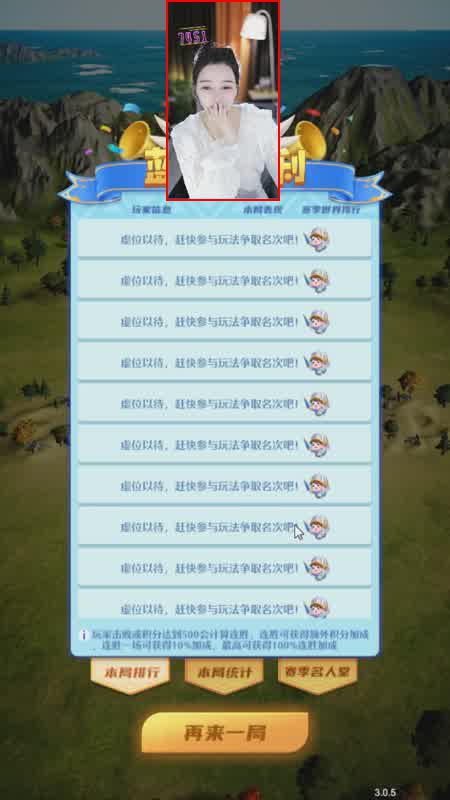 7951
蓝 利
玩家信息 本局表现 赛季世界排行
虚位以待，赶快参与玩法争取名次吧！
虚位以待，赶快参与玩法争取名次吧！
虚位以待，赶快参与玩法争取名次吧！
虚位以待，赶快参与玩法争取名次吧！
虚位以待，赶快参与玩法争取名次吧！
虚位以待，赶快参与玩法争取名次吧！
虚位以待，赶快参与玩法争取名次吧！
虚位以待，赶快参与玩法争取名次吧！
虚位以待，赶快参与玩法争取名次吧！
虚位以待，赶快参与玩法争取名次吧！
玩家击败或积分达到500会计算连胜，连胜可获得额外积分加成
，连胜一场可获得10%加成，最高可获得100%连胜加成
本局排行 本局统计 赛季名人堂
再来一局
3.0.5